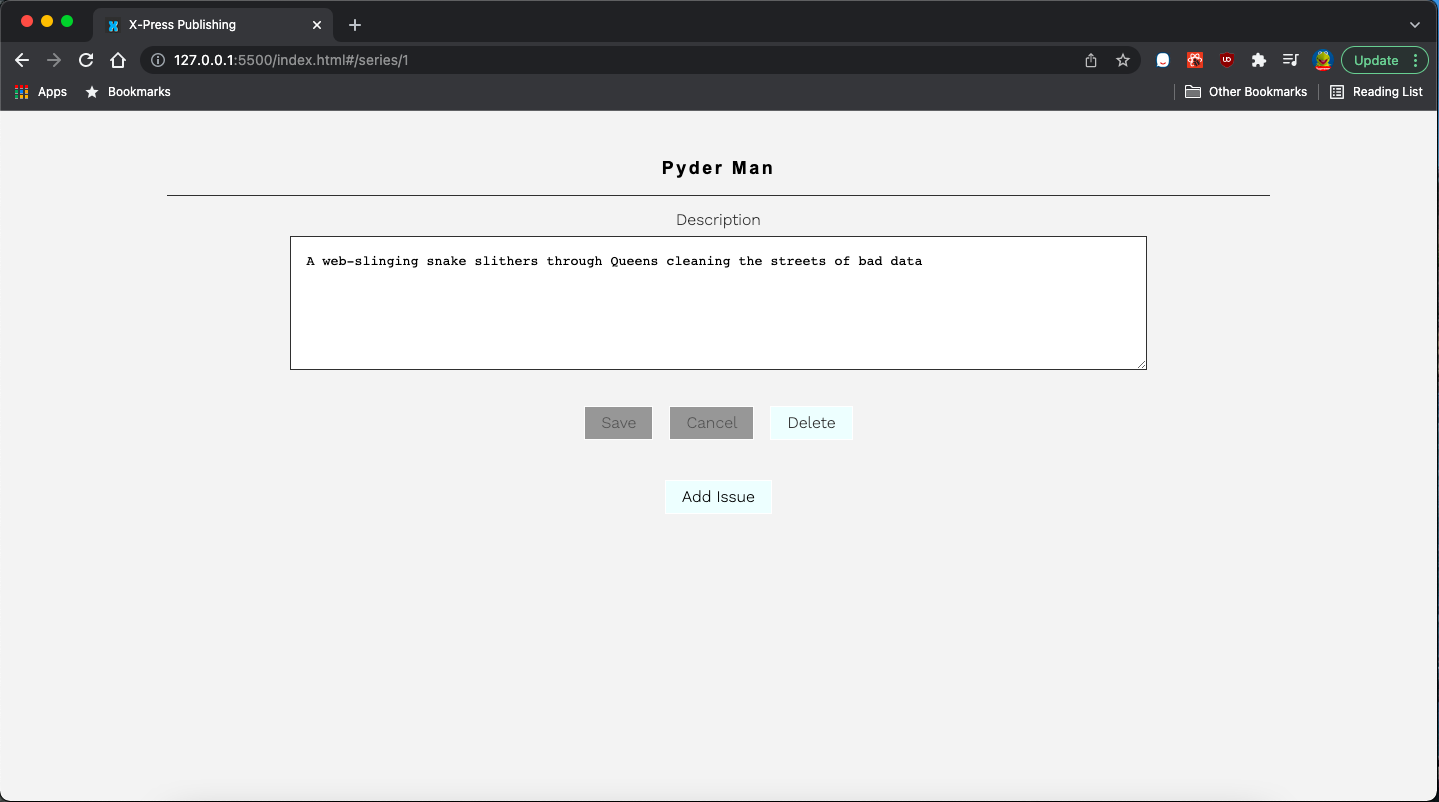 X-Press Publishing
127.0.0.1:5500/index.html#/series/1
Update
Apps Bookmarks Other Bookmarks Reading List
Pyder Man
Description
A web-slinging snake slithers through Queens cleaning the streets of bad data
Save Cancel Delete
Add Issue